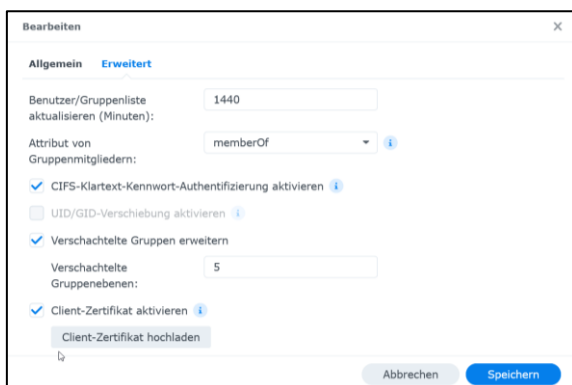 Bearbeiten
Allgemein Erweitert
Benutzer/Gruppenliste 1440
aktualisieren (Minuten):
Attribut von memberOf
Gruppenmitgliedern:
CIFS-Klartext-Kennwort-Authentifizierung aktivieren
UID/GID-Verschiebung aktivieren
Verschachtelte Gruppen erweitern
Verschachtelte 5
Gruppenebenen:
Client-Zertifikat aktivieren
Client-Zertifikat hochladen
Abbrechen Speichern